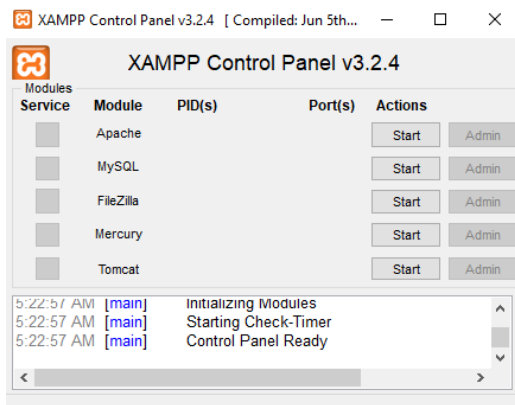 XAMPP Control Panel v3.2.4 [ Compiled: Jun 5th...
XAMPP Control Panel v3.2.4
Modules
Service Module PID(s) Port(s) Actions
Apache Start Admin
MySQL Start Admin
FileZilla Start Admin
Mercury Start Admin
Tomcat Start Admin
5:22:57 AM [main] Initializing Modules
5:22:57 AM [main] Starting Check-Timer
5:22:57 AM [main] Control Panel Ready